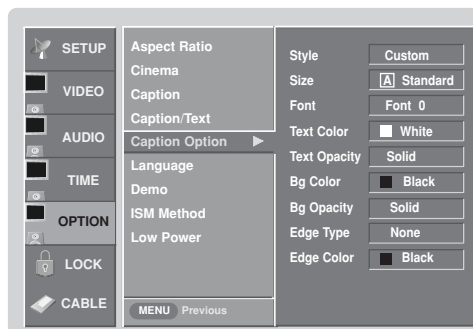 SETUP
VIDEO
AUDIO
TIME
OPTION
LOCK
CABLE
Aspect Ratio
Cinema
Caption
Caption/Text
Caption Option
Language
Demo
ISM Method
Low Power
MENU Previous
Style Custom
Size A Standard
Font Font 0
Text Color White
Text Opacity Solid
Bg Color Black
Bg Opacity Solid
Edge Type None
Edge Color Black